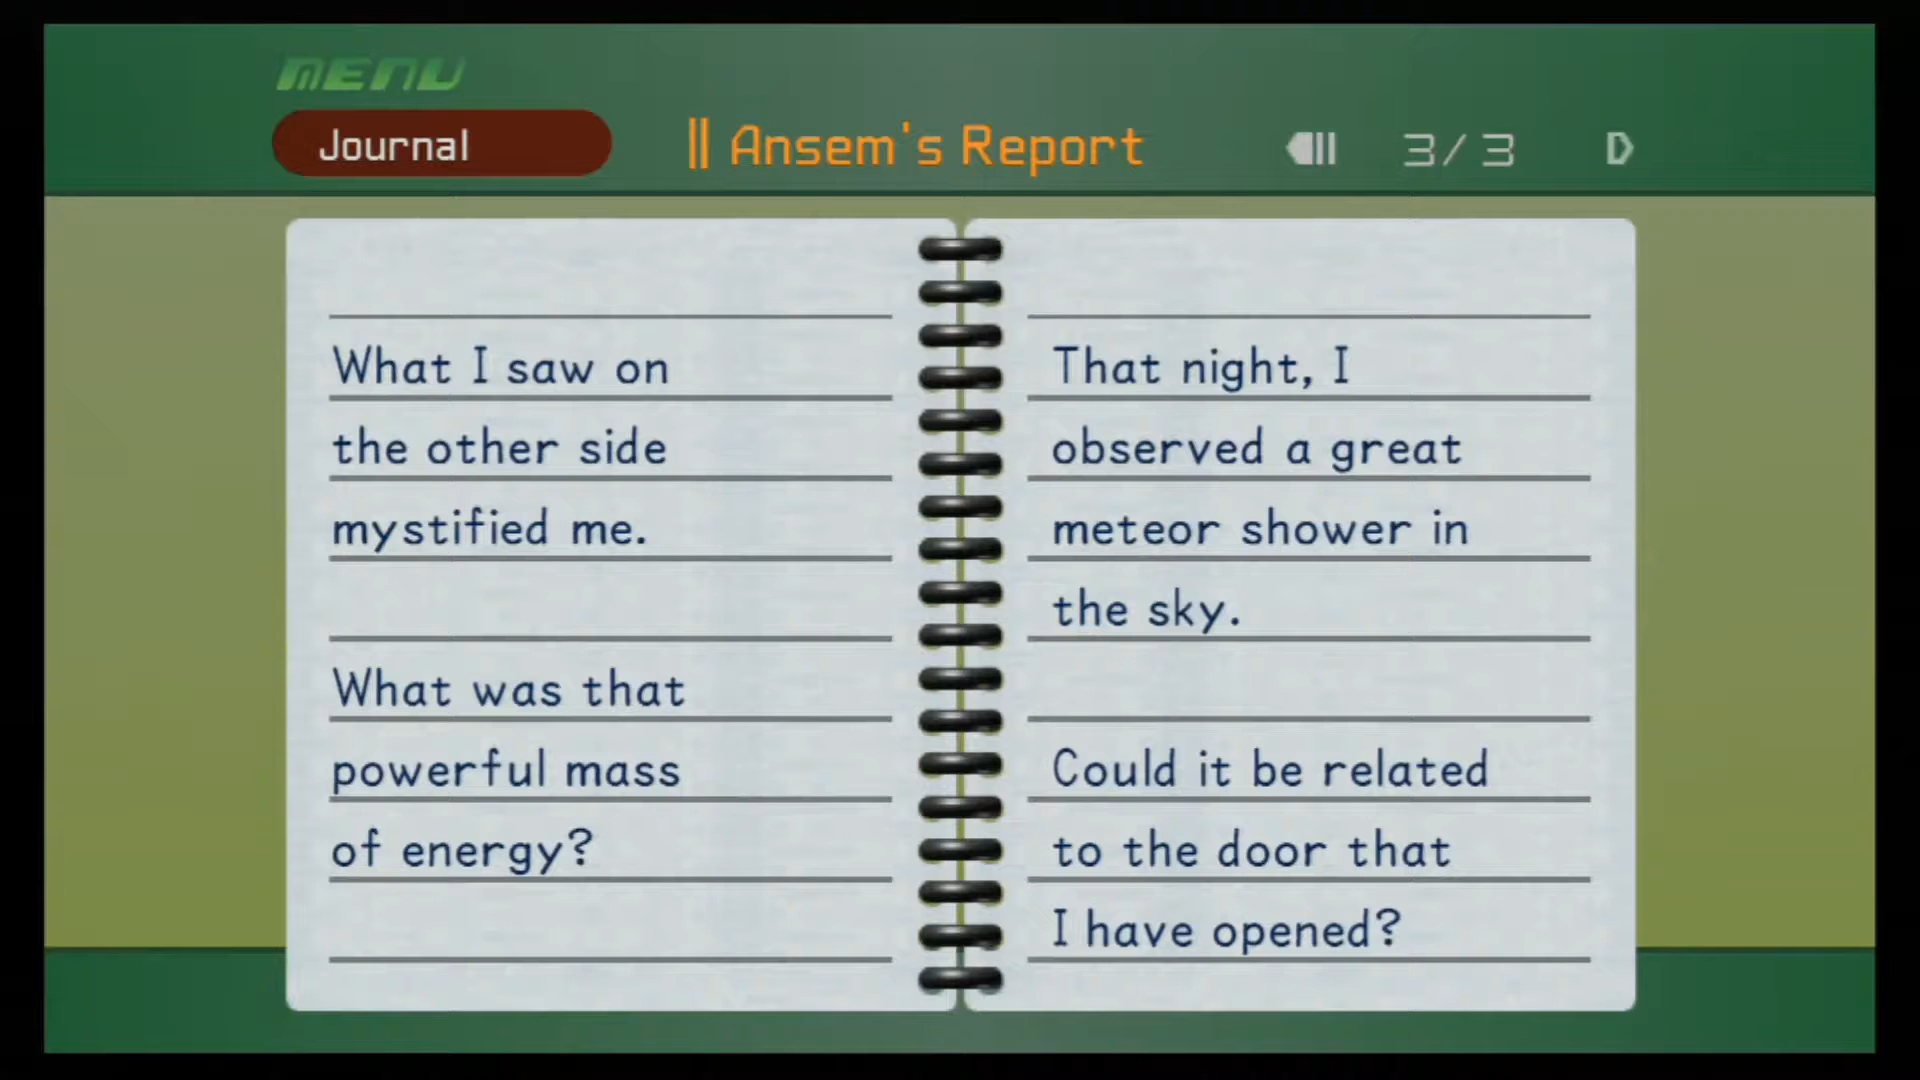 MENU
Journal
Ansem's Report
3/3
What I saw on
the other side
mystified me.
What was that
powerful mass
of energy?
That night, I
observed a great
meteor shower in
the sky.
Could it be related
to the door that
I have opened?